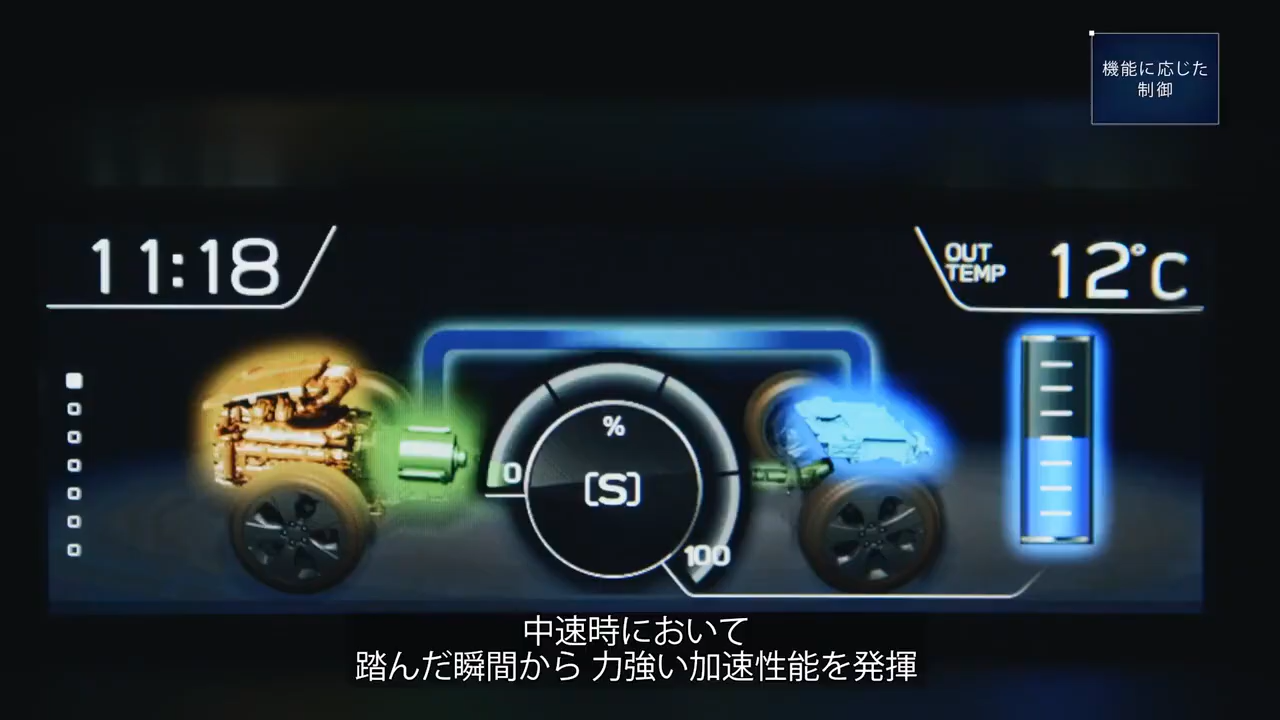 機能に応じた
制御
11:18
OUT
TEMP
12°C
%
0
[S]
100
中速時において
踏んだ瞬間から 力強い加速性能を発揮